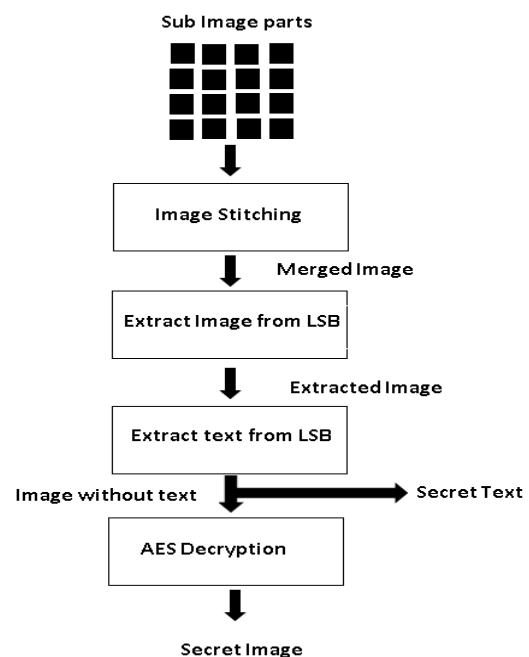 Sub Image parts
Image Stitching
Merged Image
Extract Image from LSB
Extracted Image
Extract text from LSB
Image without text
Secret Text
AES Decryption
Secret Image